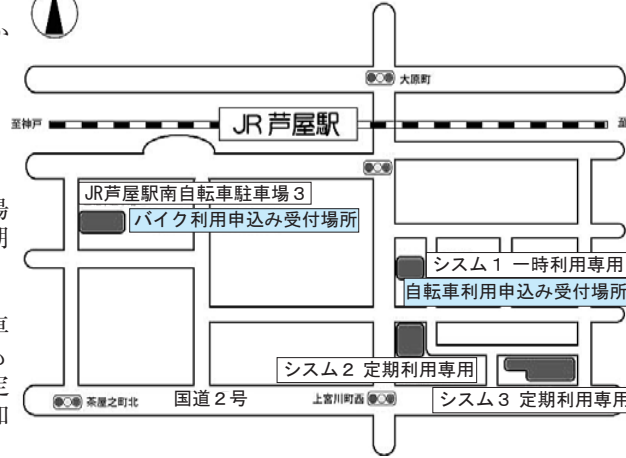 大原町
至神戸
JR 芦屋駅
至
JR芦屋駅南自転車駐車場3
バイク利用申込み受付場所
シスム1 一時利用専用
自転車利用申込み受付場所
シスム2 定期利用専用
シスム3 定期利用専用
茶屋之町北
国道2号
上宮川町西
場
期